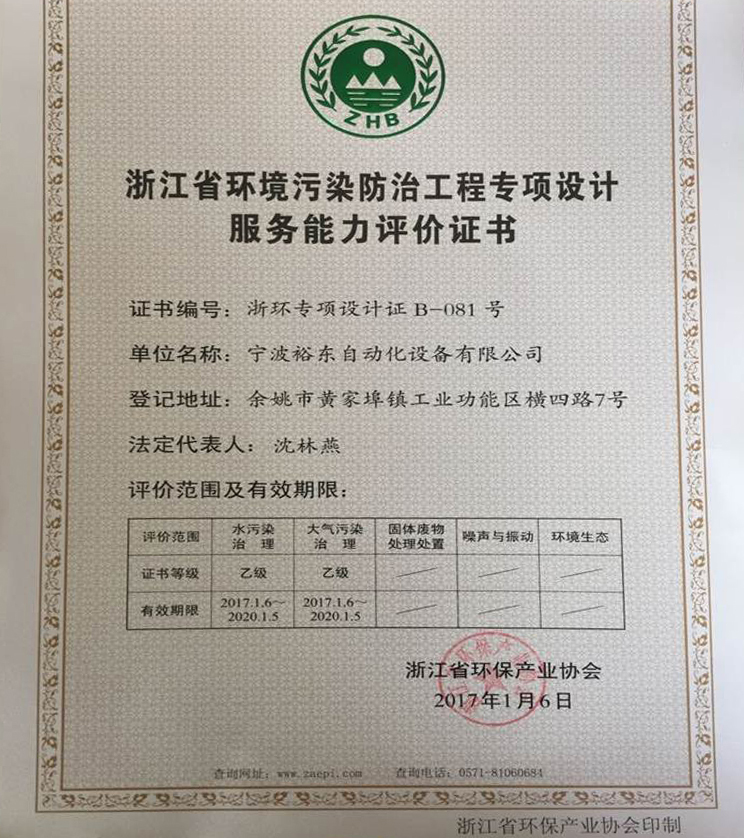 ZHB
浙江省环境污染防治工程专项设计
服务能力评价证书
证书编号：浙环专项设计证 B-081 号
单位名称：宁波裕东自动化设备有限公司
登记地址：余姚市黄家埠镇工业功能区横四路7号
法定代表人：沈林燕
评价范围及有效期限：
评价范围 水污染治理 大气污染治理 固体废物处理处置 噪声与振动 环境生态
证书等级 乙级 乙级
有效期限 2017.1.6～2020.1.5 2017.1.6～2020.1.5
浙江省环保产业协会
2017年1月6日
查询网址：www.zaepi.com 查询电话：0571-81060684
浙江省环保产业协会印制